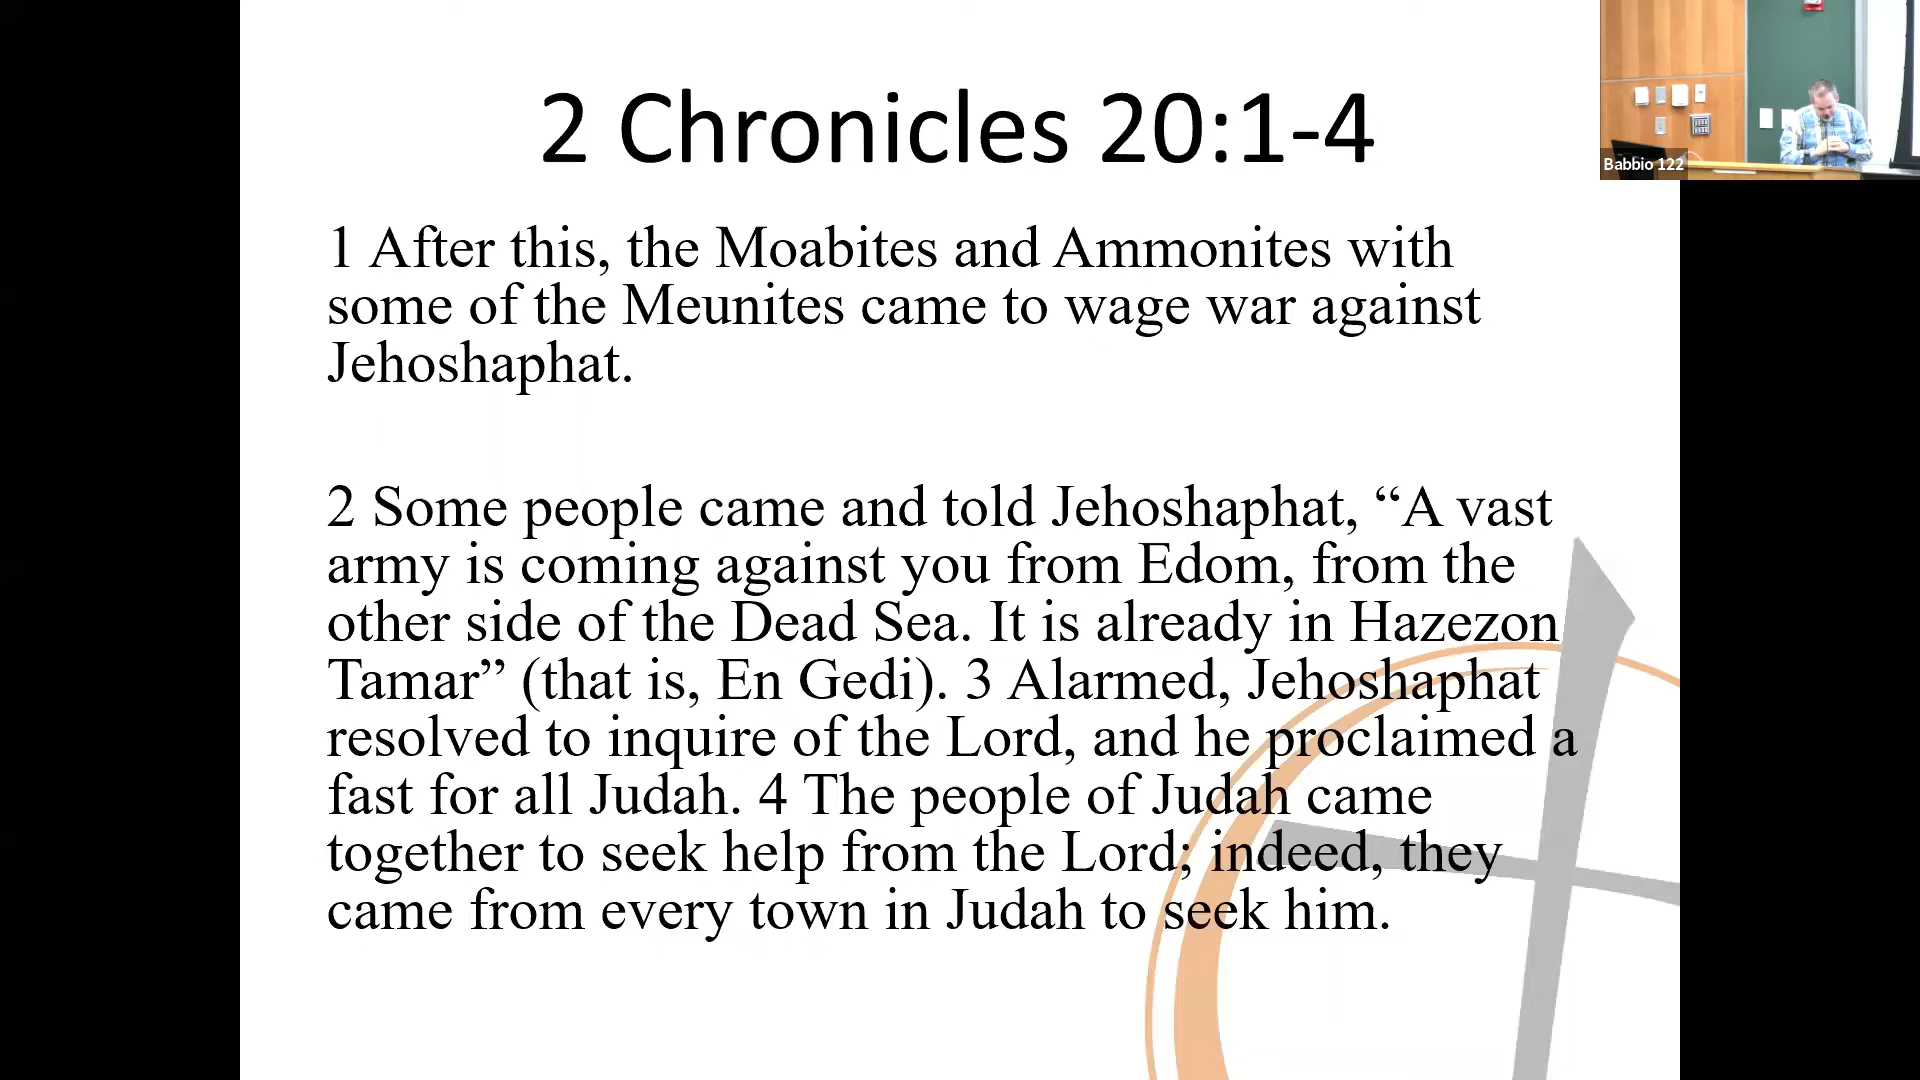 2 Chronicles 20:1-4
Babbio 122
1 After this, the Moabites and Ammonites with
some of the Meunites came to wage war against
Jehoshaphat.
2 Some people came and told Jehoshaphat, “A vast
army is coming against you from Edom, from the
other side of the Dead Sea. It is already in Hazezon
Tamar” (that is, En Gedi). 3 Alarmed, Jehoshaphat
resolved to inquire of the Lord, and he proclaimed a
fast for all Judah. 4 The people of Judah came
together to seek help from the Lord; indeed, they
came from every town in Judah to seek him.